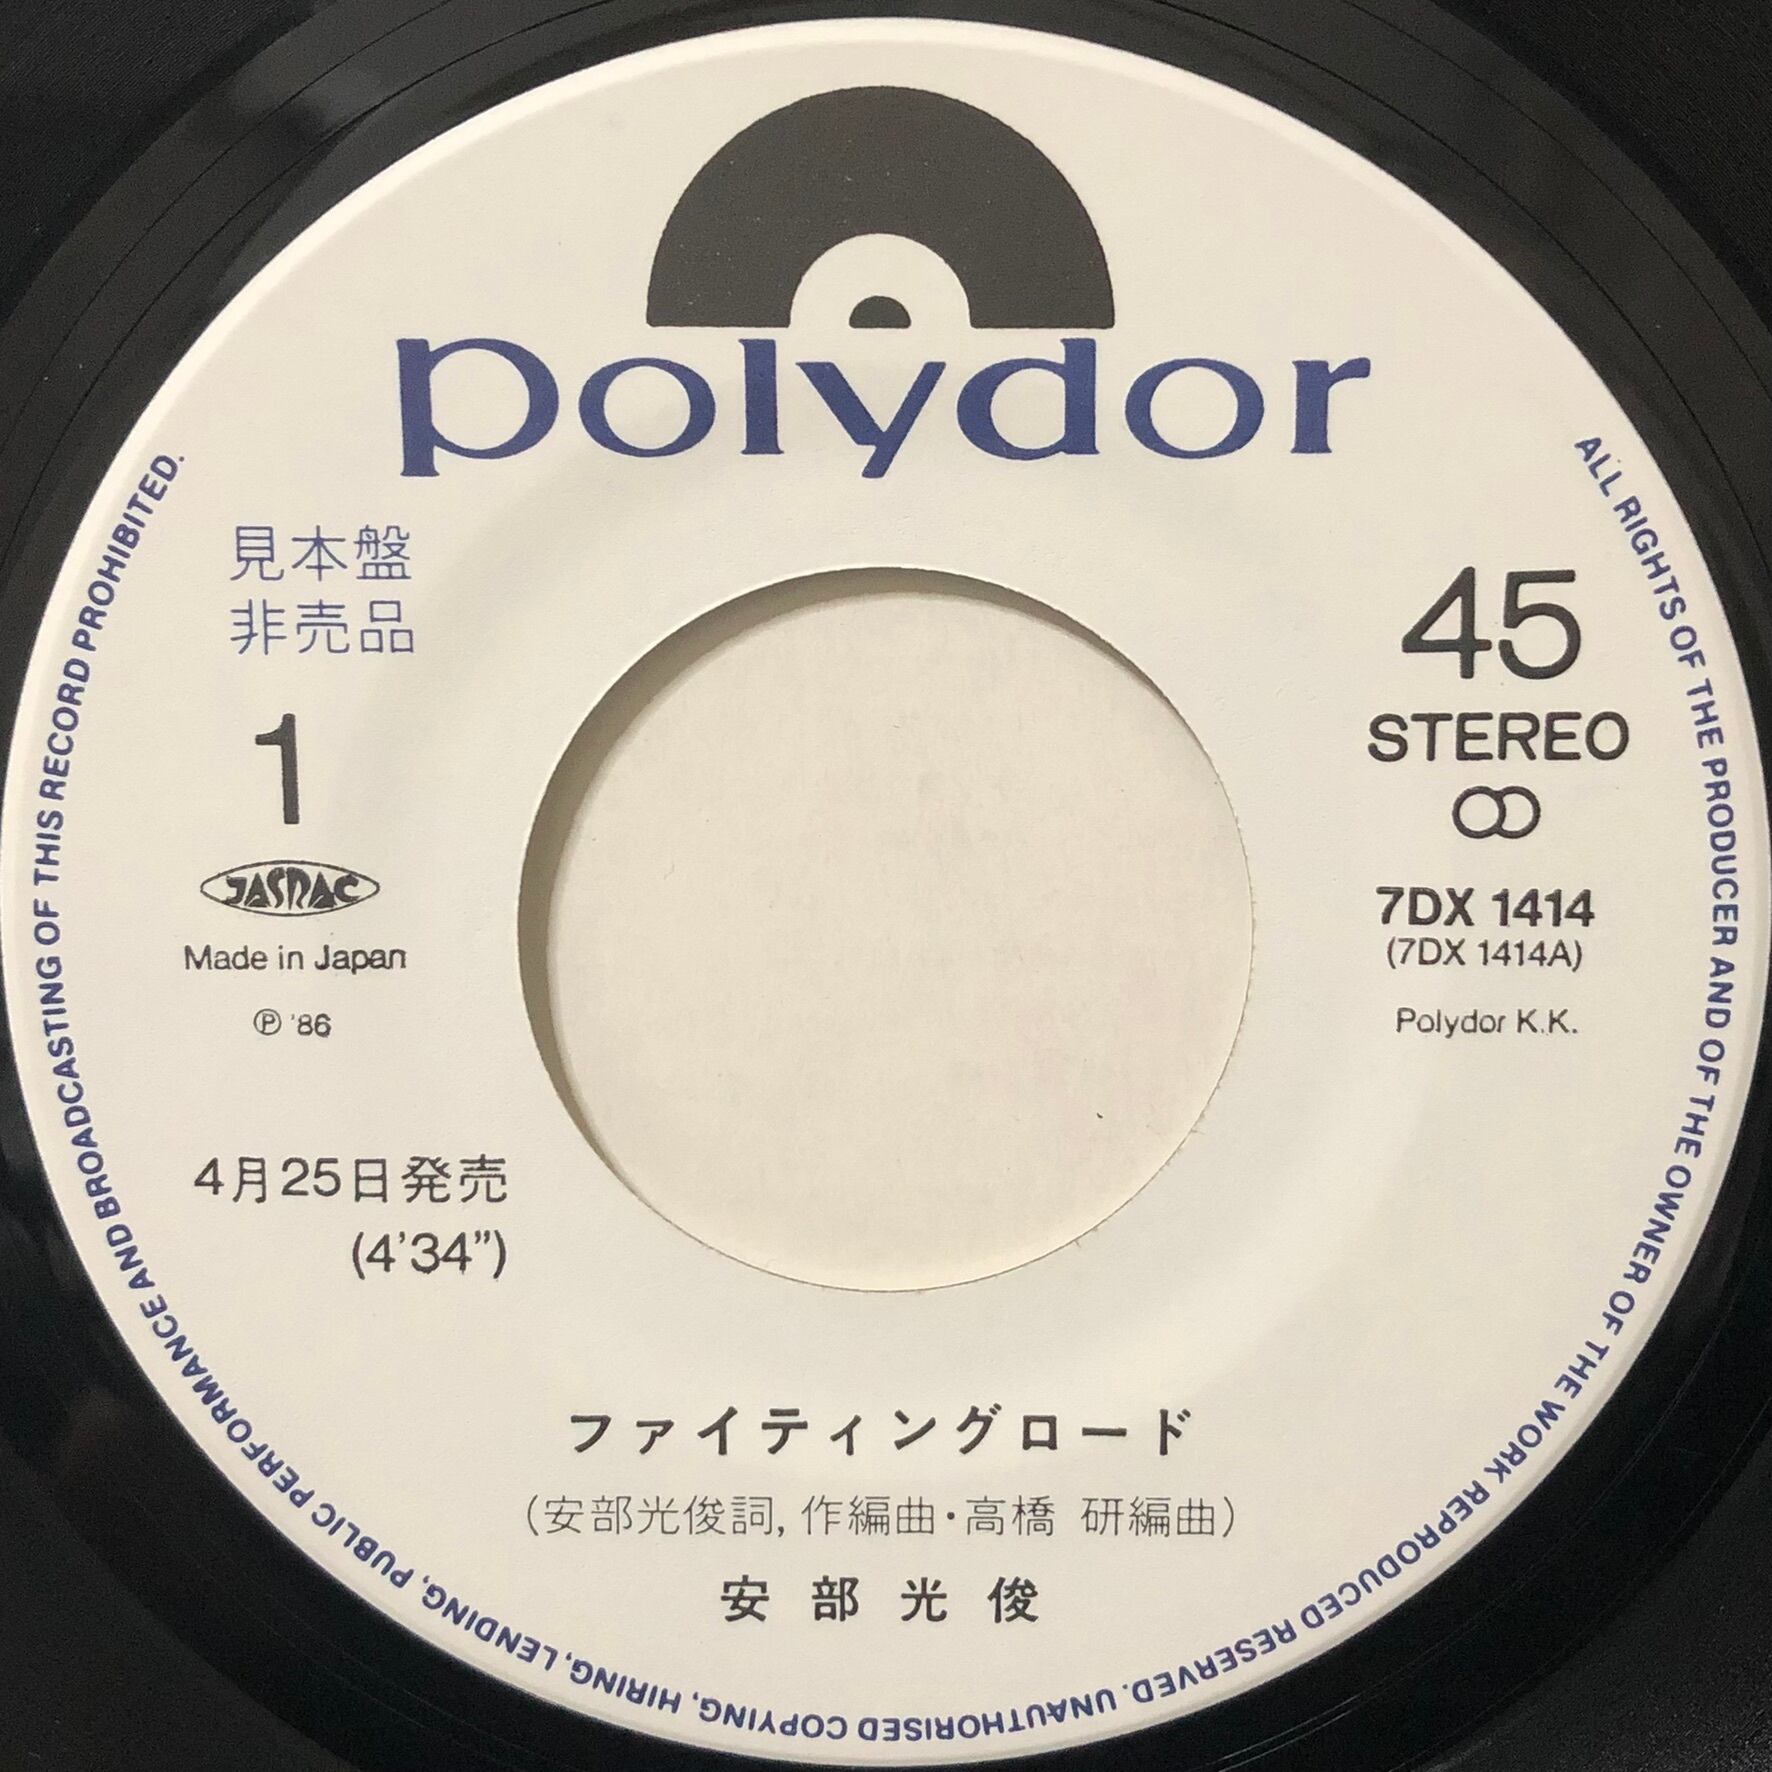 polydor
見本盤
非売品
1
JASRAC
Made in Japan
℗ '86
45
STEREO
7DX 1414
(7DX 1414A)
Polydor K.K.
4月25日発売
(4'34")
ファイティングロード
(安部光俊詞, 作編曲・高橋 研編曲)
安部光俊
ALL RIGHTS OF THE PRODUCER AND OF THE OWNER OF THE WORK REPRODUCED RESERVED. UNAUTHORISED COPYING, HIRING, LENDING, PUBLIC PERFORMANCE AND BROADCASTING OF THIS RECORD PROHIBITED.